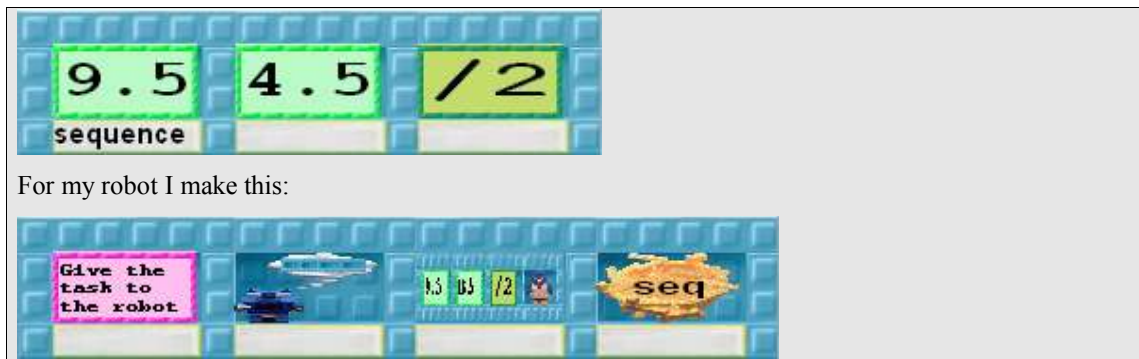 9.5 4.5 /2
sequence
For my robot I make this:
Give the
task to
the robot
/2
seq